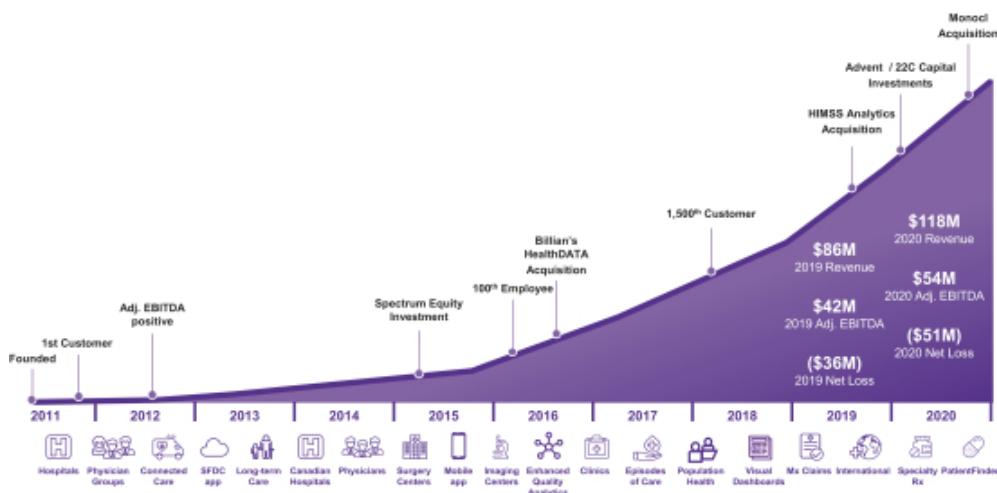 Monocl
Acquisition
Advent / 22C Capital
Investments
HIMSS Analytics
Acquisition
1,500th Customer
Billian's
HealthDATA
Acquisition
100th Employee
Spectrum Equity
Investment
Adj. EBITDA
positive
1st Customer
Founded
$86M
2019 Revenue
$42M
2019 Adj. EBITDA
($36M)
2019 Net Loss
$118M
2020 Revenue
$54M
2020 Adj. EBITDA
($51M)
2020 Net Loss
2011 2012 2013 2014 2015 2016 2017 2018 2019 2020
Hospitals
Physician
Groups
Connected
Care
SFDC
app
Long-term
Care
Canadian
Hospitals
Physicians
Surgery
Centers
Mobile
app
Imaging
Centers
Enhanced
Quality
Analytics
Clinics
Episodes
of Care
Population
Health
Visual
Dashboards
Mx Claims
International
Specialty
Rx
PatientFinder